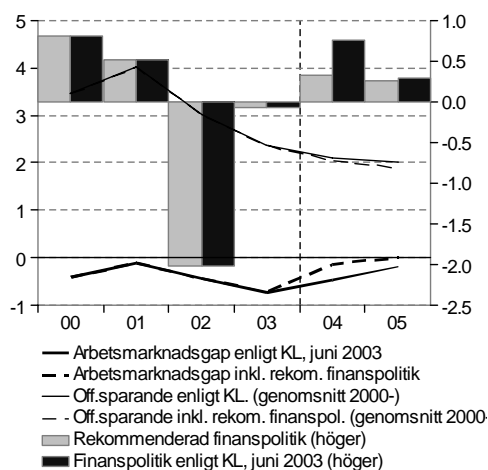 5 1.0
4 0.5
3 0.0
2 -0.5
1 -1.0
0 -1.5
-1 -2.0
-2.5
00 01 02 03 04 05
Arbetsmarknadsgap enligt KL, juni 2003
Arbetsmarknadsgap inkl. rekom. finanspolitik
Off.sparande enligt KL. (genomsnitt 2000-)
Off.sparande inkl. rekom. finanspol. (genomsnitt 2000-
Rekommenderad finanspolitik (höger)
Finanspolitik enligt KL, juni 2003 (höger)